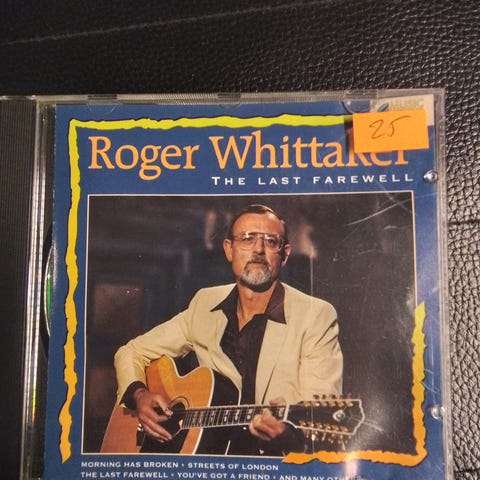 MUSIC
25
Roger Whittaker
THE LAST FAREWELL
MORNING HAS BROKEN • STREETS OF LONDON
THE LAST FAREWELL • YOU'VE GOT A FRIEND • AND MANY OTHERS